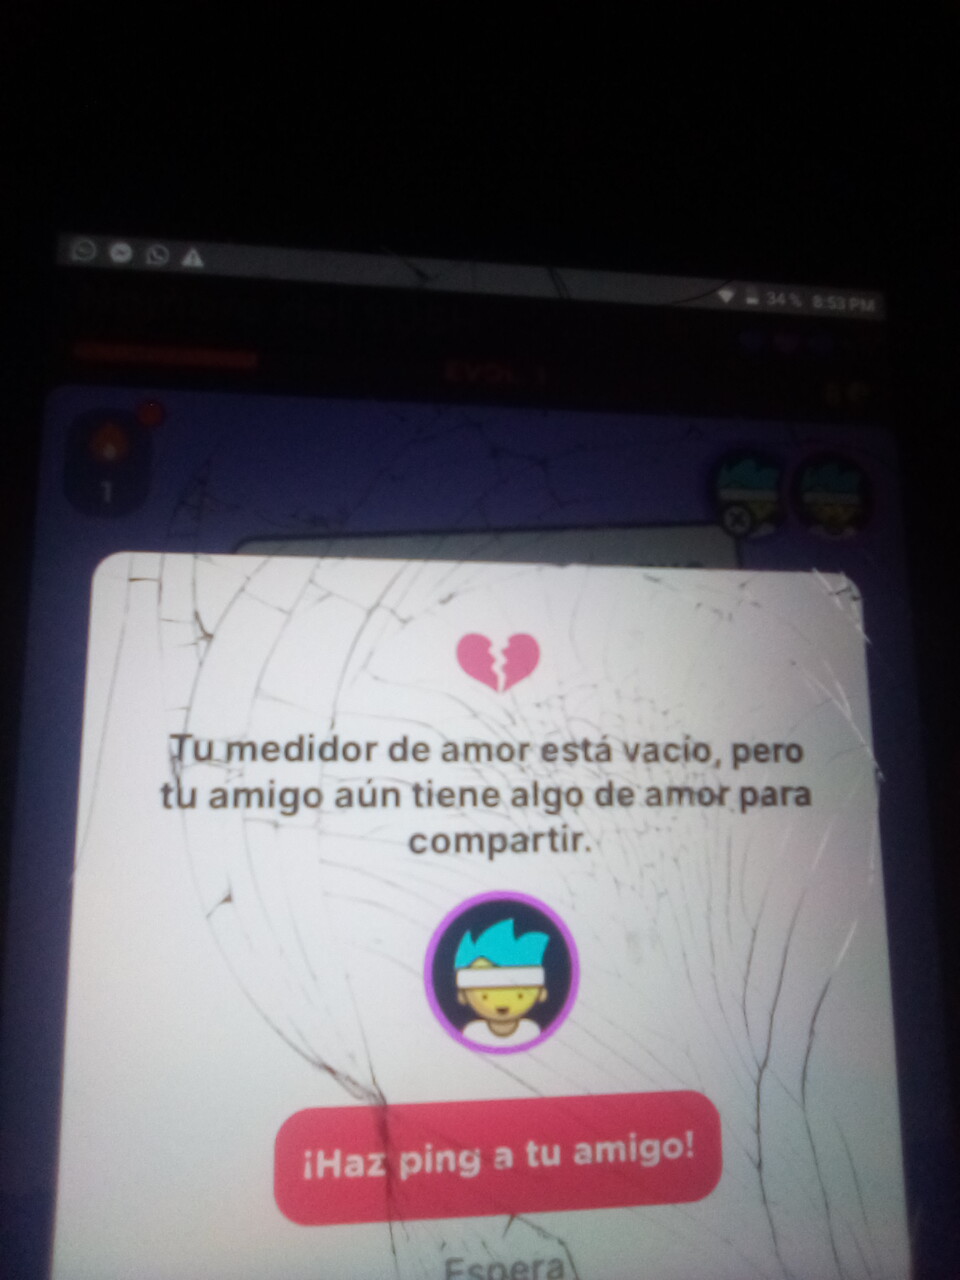 34% 8:53 PM
1
Tu medidor de amor está vacío, pero
tu amigo aún tiene algo de amor para
compartir.
¡Haz ping a tu amigo!
Espera